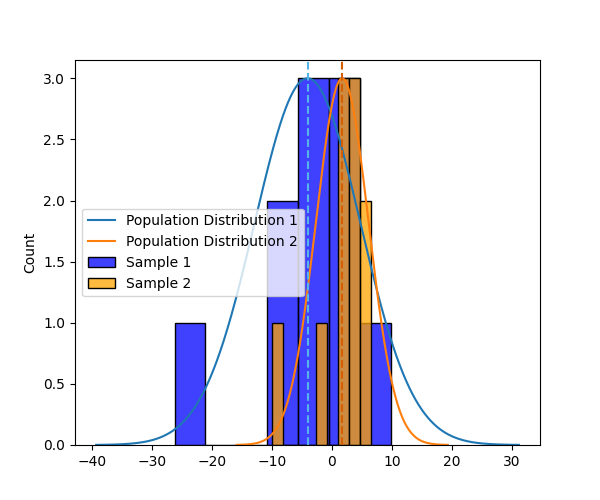 3.0
2.5
2.0
1.5
1.0
0.5
0.0
Count
Population Distribution 1
Population Distribution 2
Sample 1
Sample 2
−40 −30 −20 −10 0 10 20 30